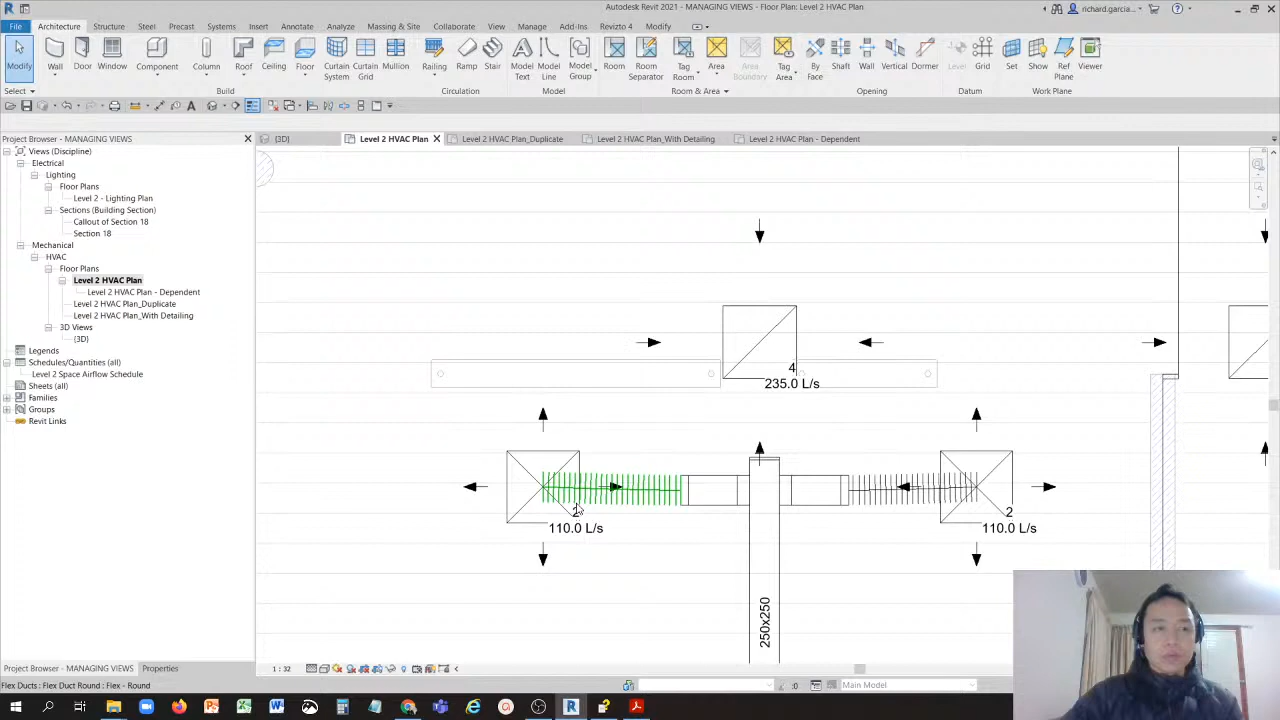 Autodesk Revit 2021 - MANAGING VIEWS - Floor Plan: Level 2 HVAC Plan
richard.garcia...
File Architecture Structure Steel Precast Systems Insert Annotate Analyze Massing & Site Collaborate View Manage Add-Ins Revizto 4 Modify
Modify Wall Door Window Component Column Roof Ceiling Floor Curtain System Curtain Grid Mullion Railing Ramp Stair Model Text Model Line Model Group Room Room Separator Tag Room Area Area Boundary Tag Area By Face Shaft Wall Vertical Dormer Level Grid Set Show Ref Plane Viewer
Select Build Circulation Model Room & Area Opening Datum Work Plane
Project Browser - MANAGING VIEWS
{3D} Level 2 HVAC Plan Level 2 HVAC Plan_Duplicate Level 2 HVAC Plan_With Detailing Level 2 HVAC Plan - Dependent
Views (Discipline)
Electrical
Lighting
Floor Plans
Level 2 - Lighting Plan
Sections (Building Section)
Callout of Section 18
Section 18
Mechanical
HVAC
Floor Plans
Level 2 HVAC Plan
Level 2 HVAC Plan - Dependent
Level 2 HVAC Plan_Duplicate
Level 2 HVAC Plan_With Detailing
3D Views
{3D}
Legends
Schedules/Quantities (all)
Level 2 Space Airflow Schedule
Sheets (all)
Families
Groups
Revit Links
4
235.0 L/s
2
110.0 L/s
2
110.0 L/s
250x250
Project Browser - MANAGING VIEWS Properties
1 : 32
Flex Ducts : Flex Duct Round : Flex - Round
:0
Main Model